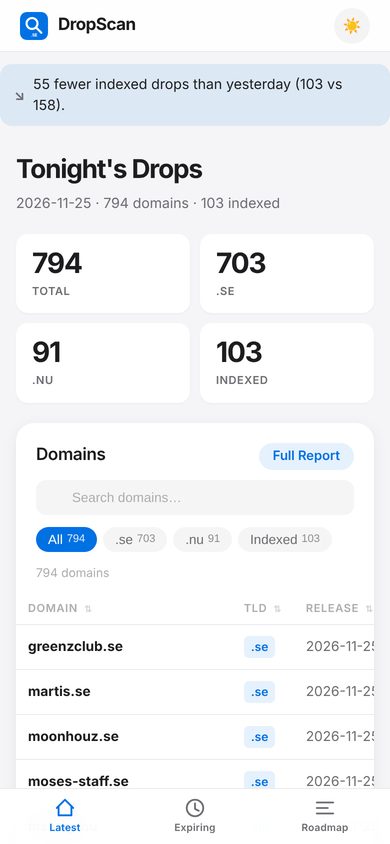 .SE
DropScan
55 fewer indexed drops than yesterday (103 vs
158).
Tonight's Drops
2026-11-25 · 794 domains · 103 indexed
794
TOTAL
703
.SE
91
.NU
103
INDEXED
Domains
Full Report
Search domains…
All 794
.se 703
.nu 91
Indexed 103
794 domains
DOMAIN
TLD
RELEASE
greenzclub.se
.se
2026-11-25
martis.se
.se
2026-11-25
moonhouz.se
.se
2026-11-25
moses-staff.se
.se
2026-11-25
Latest
Expiring
Roadmap